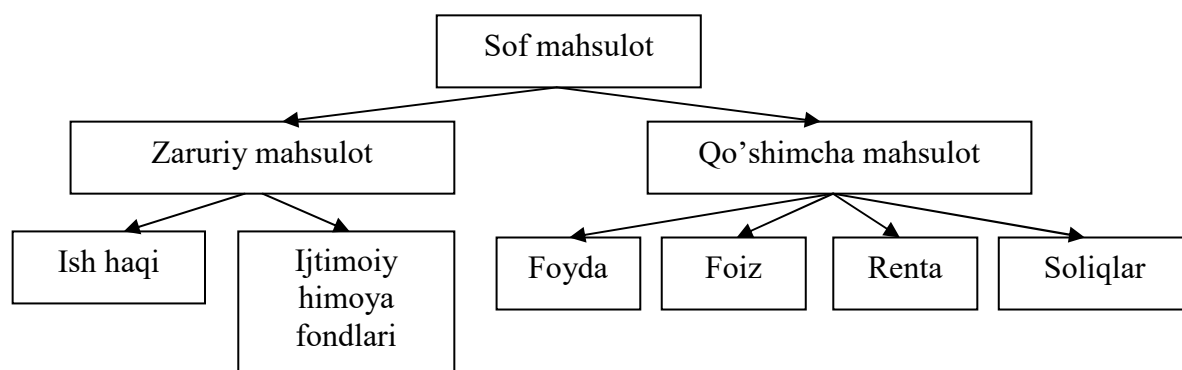 Sof mahsulot
Zaruriy mahsulot
Qo’shimcha mahsulot
Ish haqi
Ijtimoiy
himoya
fondlari
Foyda
Foiz
Renta
Soliqlar